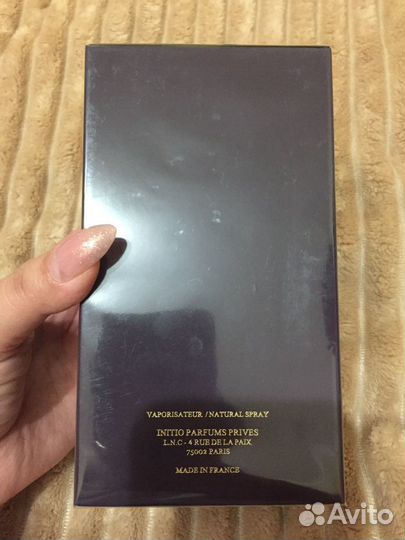 VAPORISATEUR / NATURAL SPRAY
INITIO PARFUMS PRIVES
L.N.C - 4 RUE DE LA PAIX
75002 PARIS
MADE IN FRANCE
Avito